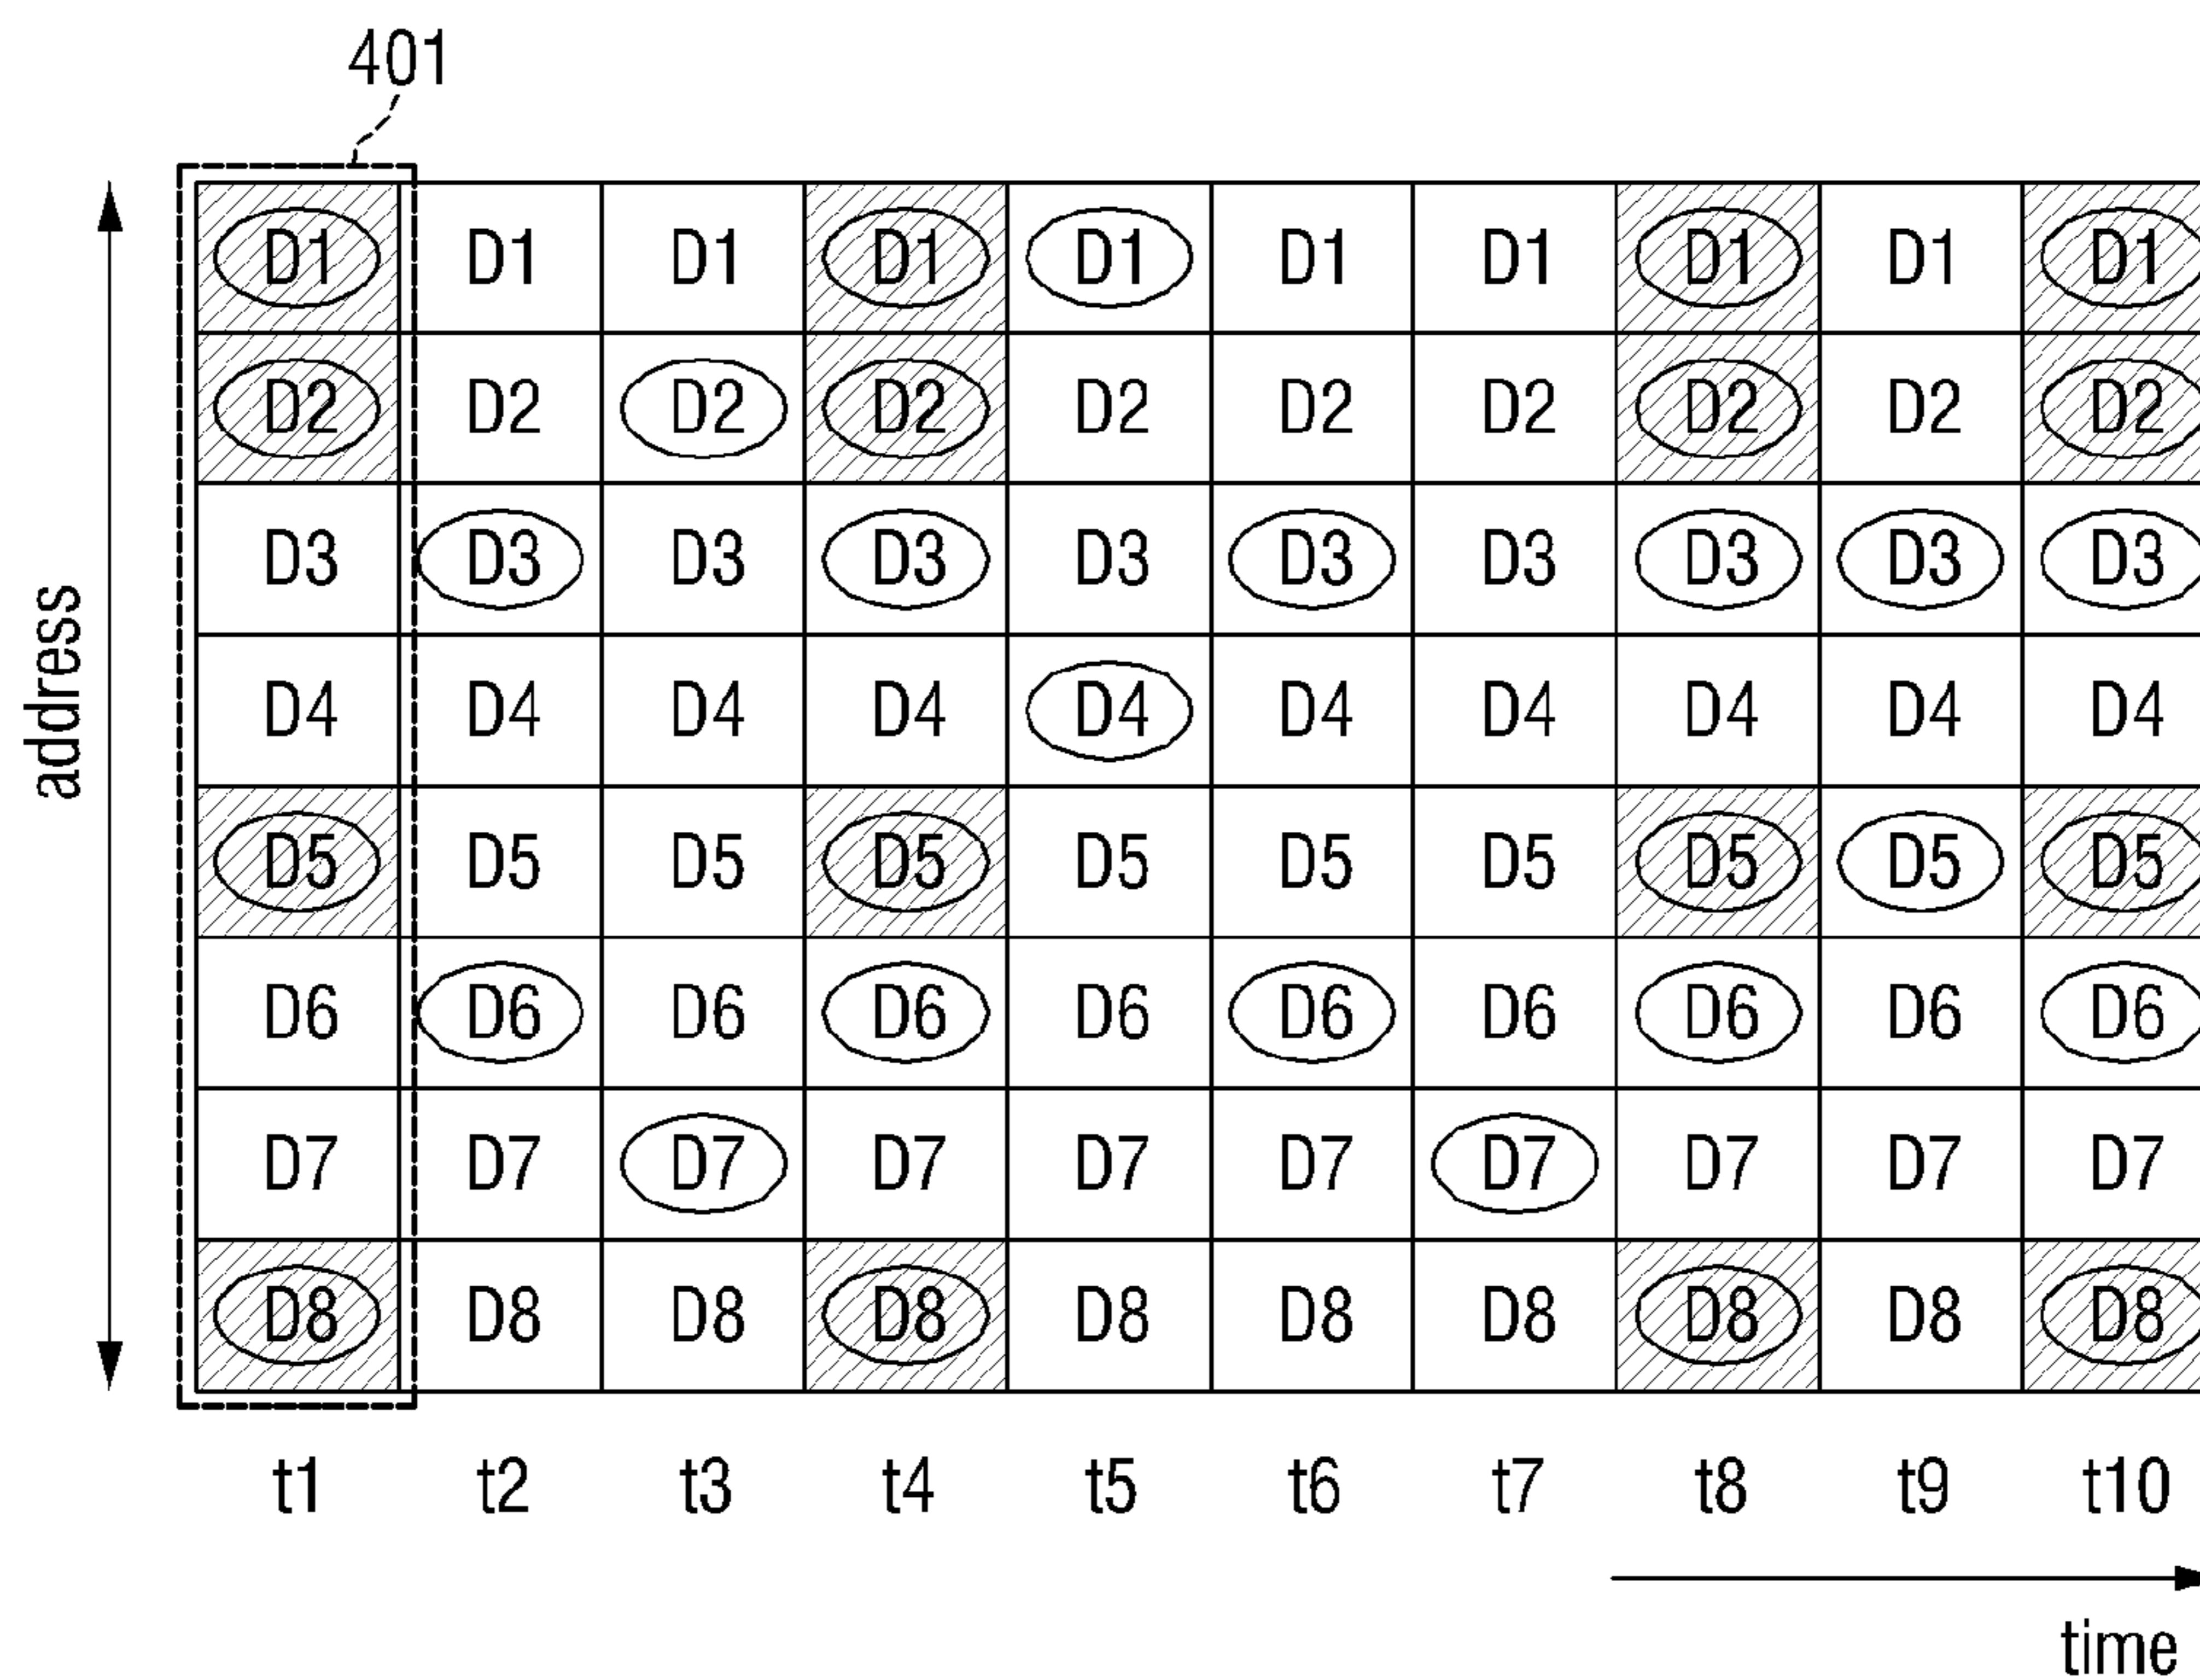 401
D1 D1 D1 D1 D1 D1 D1 D1 D1 D1
D2 D2 D2 D2 D2 D2 D2 D2 D2 D2
D3 D3 D3 D3 D3 D3 D3 D3 D3 D3
D4 D4 D4 D4 D4 D4 D4 D4 D4 D4
D5 D5 D5 D5 D5 D5 D5 D5 D5 D5
D6 D6 D6 D6 D6 D6 D6 D6 D6 D6
D7 D7 D7 D7 D7 D7 D7 D7 D7 D7
D8 D8 D8 D8 D8 D8 D8 D8 D8 D8
address
t1 t2 t3 t4 t5 t6 t7 t8 t9 t10
time